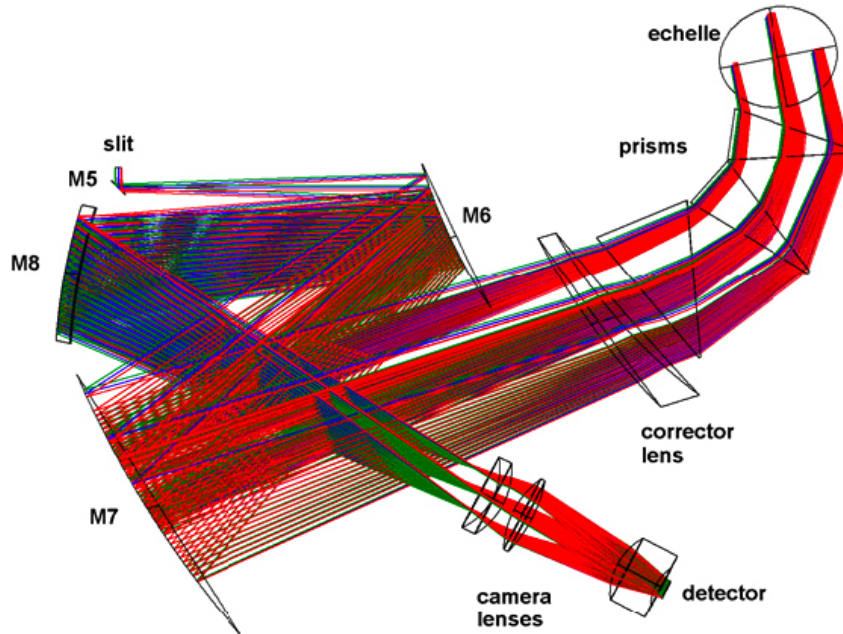 echelle
slit
prisms
M5
M6
M8
corrector
lens
M7
camera
lenses
detector